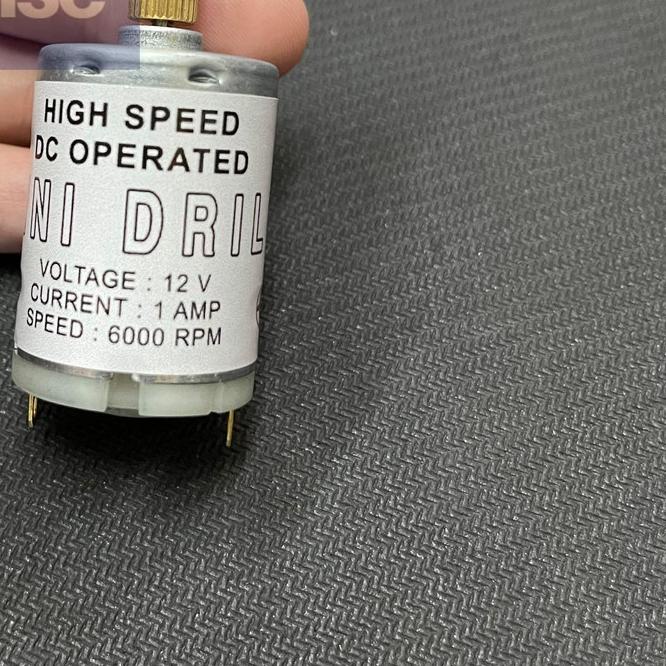 HIGH SPEED
DC OPERATED
NI DRIL
VOLTAGE : 12 V
CURRENT : 1 AMP
SPEED : 6000 RPM